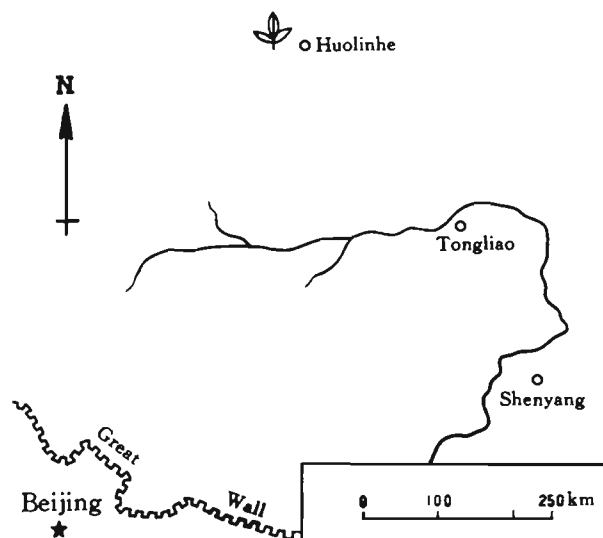 Huolinhe
N
Tongliao
Shenyang
Great
Wall
Beijing
0 100 250km